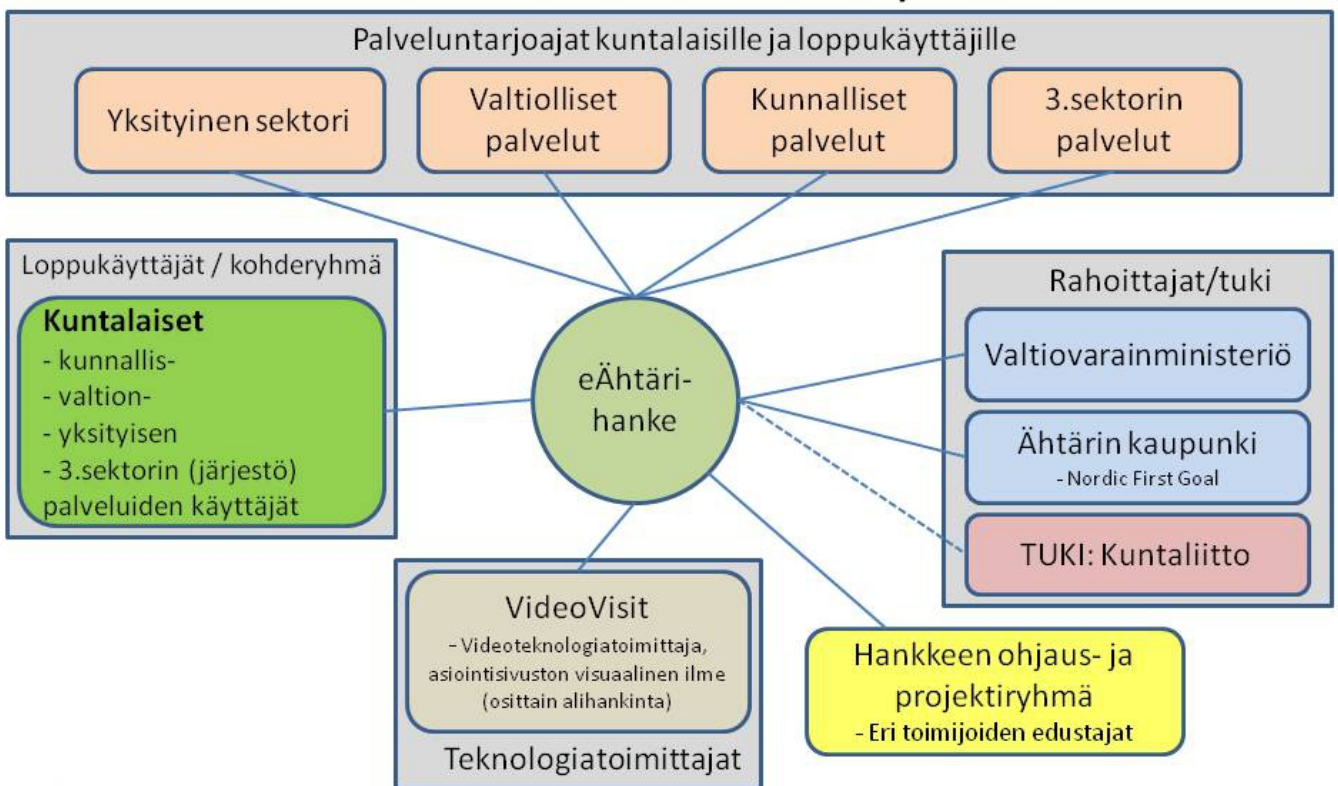 Palveluntarjoajat kuntalaisille ja loppukäyttäjille
Yksityinen sektori
Valtiolliset
palvelut
Kunnalliset
palvelut
3.sektorin
palvelut
Loppukäyttäjät / kohderyhmä
Kuntalaiset
- kunnallis-
- valtion-
- yksityisen
- 3.sektorin (järjestö)
palveluiden käyttäjät
eÄhtäri-
hanke
Rahoittajat/tuki
Valtiovarainministeriö
Ähtärin kaupunki
- Nordic First Goal
TUKI: Kuntaliitto
VideoVisit
- Videoteknologiatoimittaja,
asiointisivuston visuaalinen ilme
(osittain alihankinta)
Teknologiatoimittajat
Hankkeen ohjaus- ja
projektiryhmä
- Eri toimijoiden edustajat